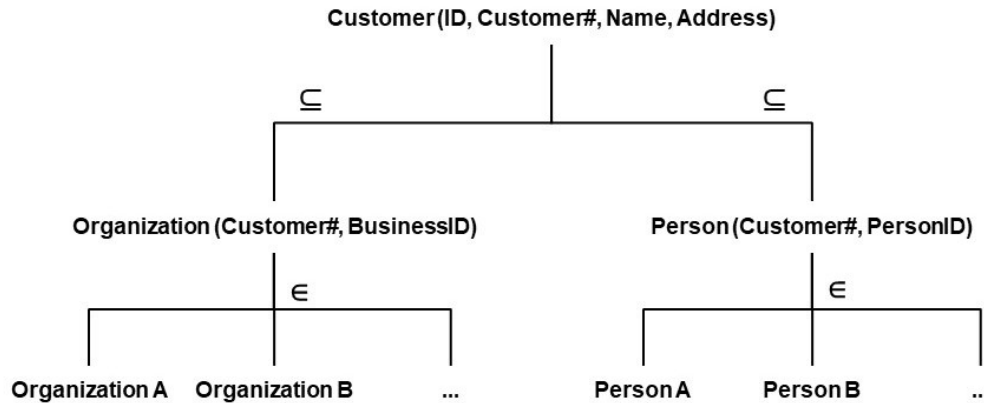 Customer (ID, Customer#, Name, Address)
⊆ ⊆
Organization (Customer#, BusinessID) Person (Customer#, PersonID)
∈ ∈
Organization A Organization B ... Person A Person B ..